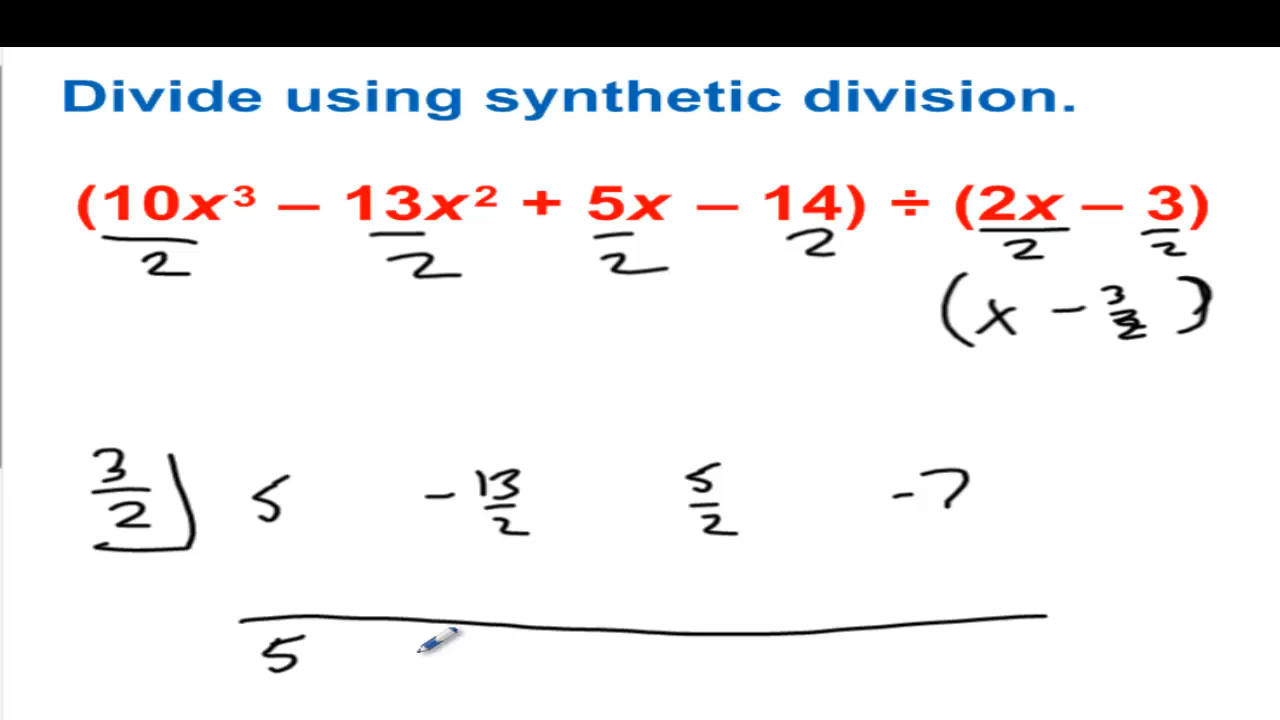 Divide using synthetic division.
(10x³ – 13x² + 5x – 14) ÷ (2x – 3)
2 2 2 2 2 2
(x - 3/2)
3/2 5 - 13/2 5/2 -7
5